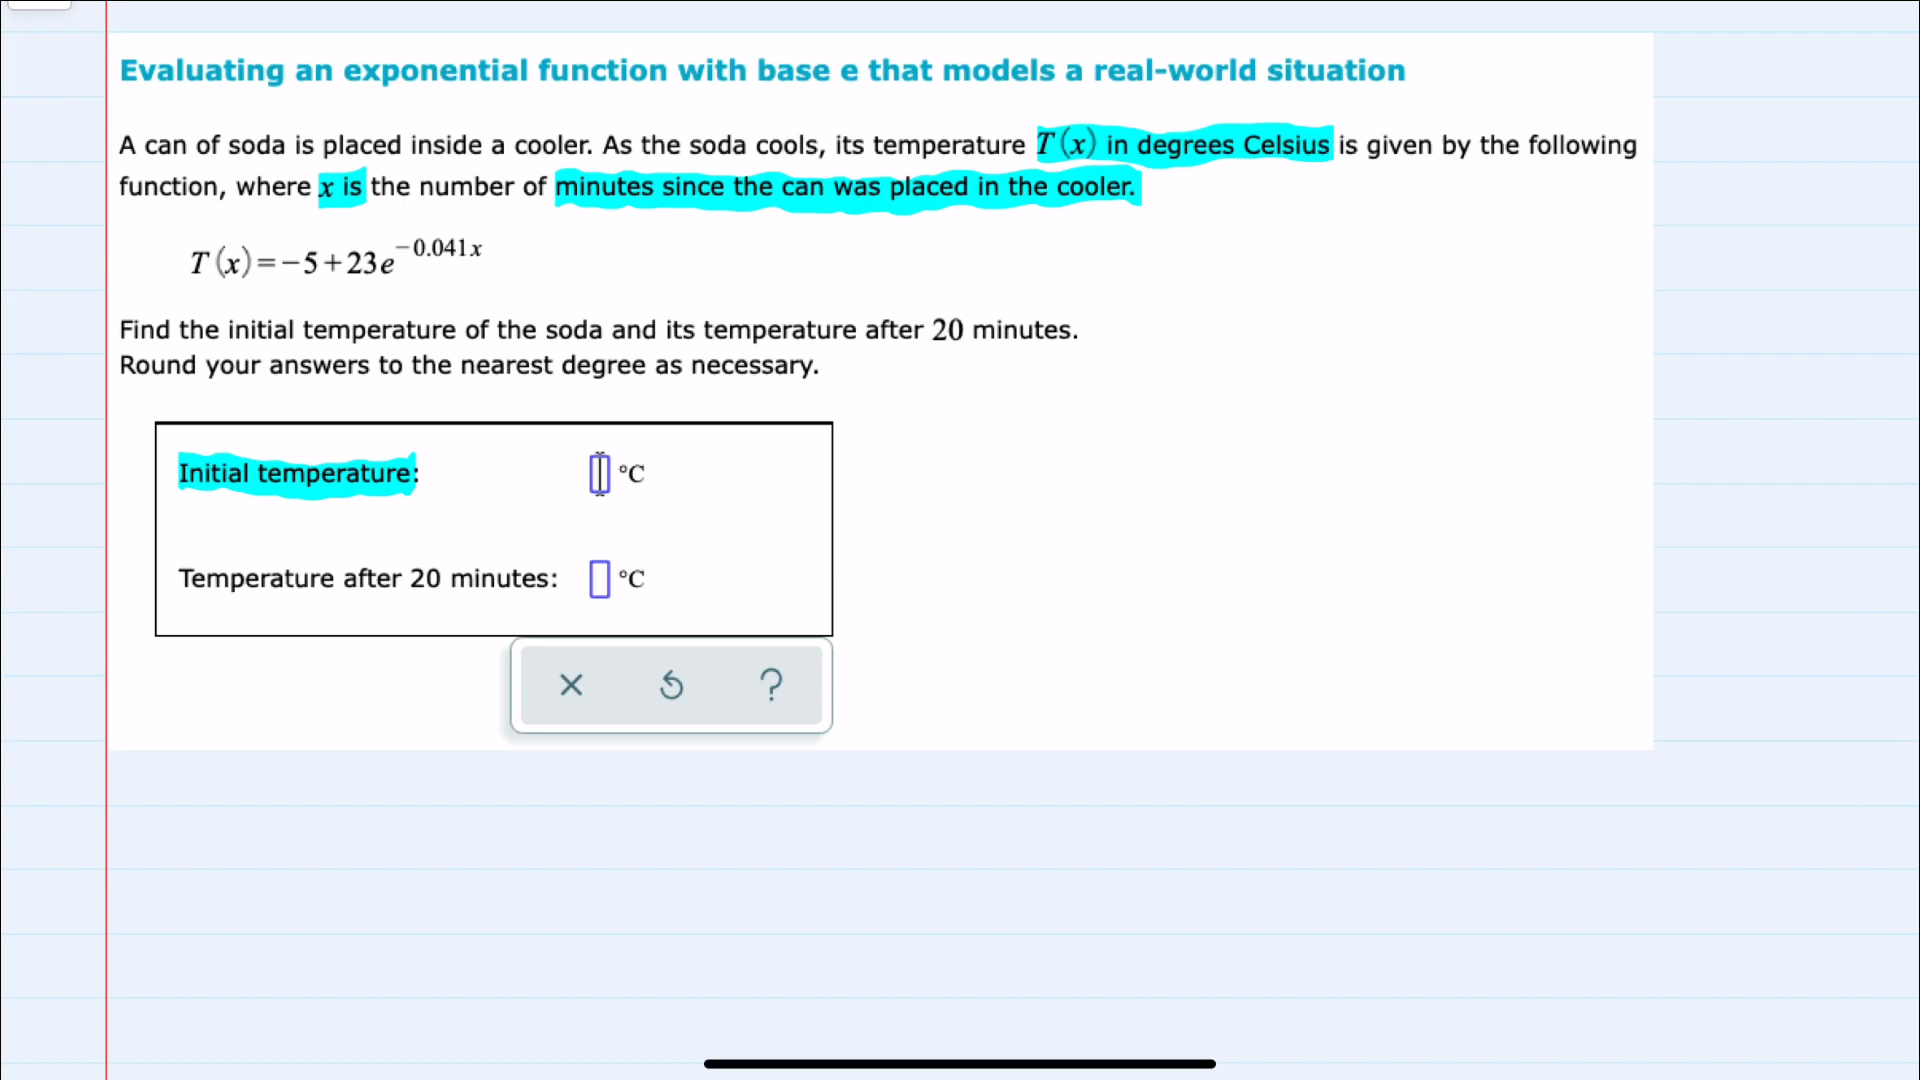 Evaluating an exponential function with base e that models a real-world situation
A can of soda is placed inside a cooler. As the soda cools, its temperature T(x) in degrees Celsius is given by the following
function, where x is the number of minutes since the can was placed in the cooler.
T(x)=−5+23e^−0.041x
Find the initial temperature of the soda and its temperature after 20 minutes.
Round your answers to the nearest degree as necessary.
Initial temperature: °C
Temperature after 20 minutes: °C
?